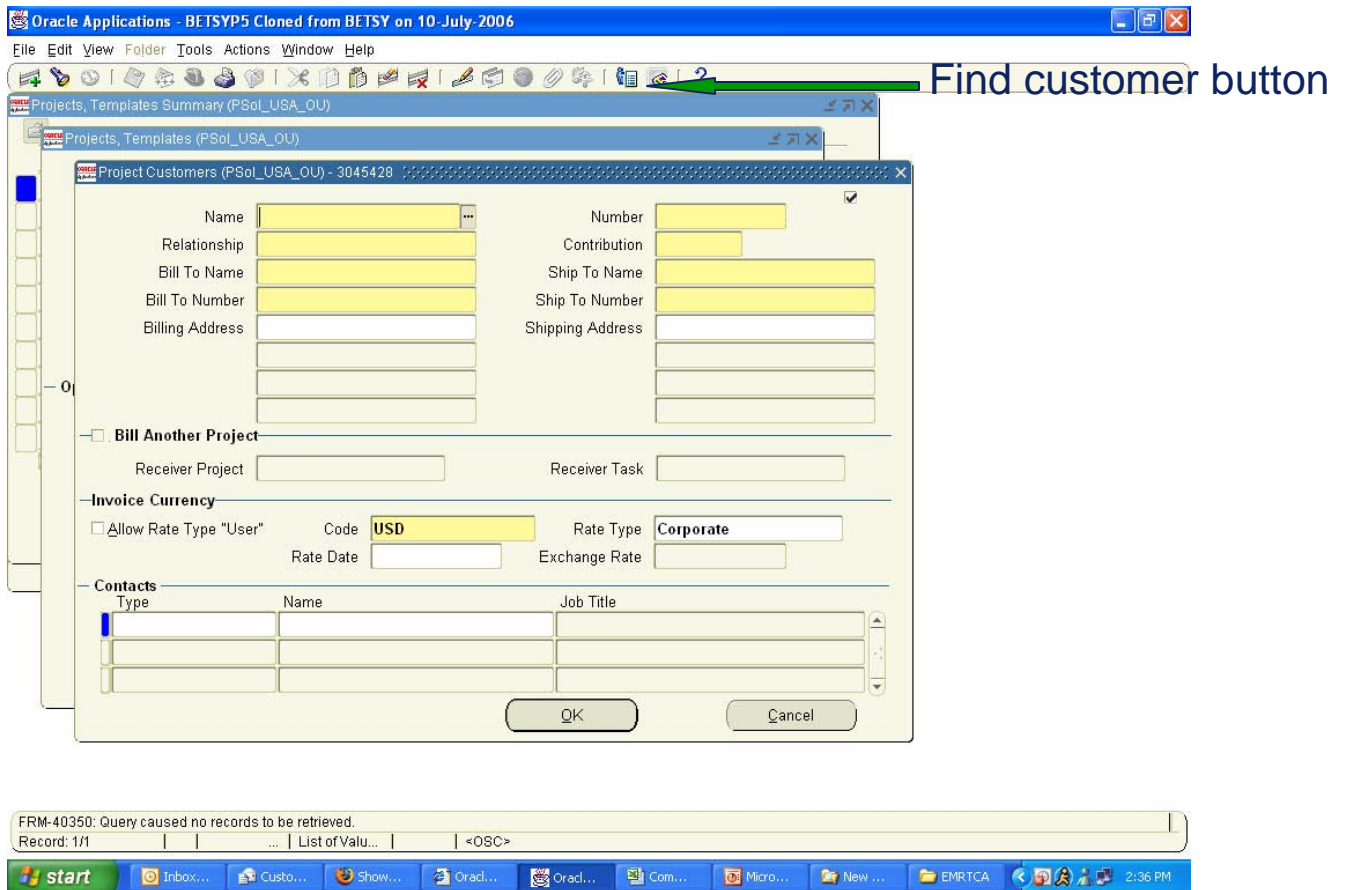 Oracle Applications - BETSYP5 Cloned from BETSY on 10-July-2006
File Edit View Folder Tools Actions Window Help
Find customer button
Projects, Templates Summary (PSol_USA_OU)
Projects, Templates (PSol_USA_OU)
Project Customers (PSol_USA_OU) - 3045428
Name Number
Relationship Contribution
Bill To Name Ship To Name
Bill To Number Ship To Number
Billing Address Shipping Address
Op
Bill Another Project
Receiver Project Receiver Task
Invoice Currency
Allow Rate Type "User" Code USD Rate Type Corporate
Rate Date Exchange Rate
Contacts
Type Name Job Title
OK Cancel
FRM-40350: Query caused no records to be retrieved.
Record: 1/1 ... List of Valu... <OSC>
start Inbox... Custo... Show... Oracl... Oracl... Com... Micro... New ... EMRTCA 2:36 PM